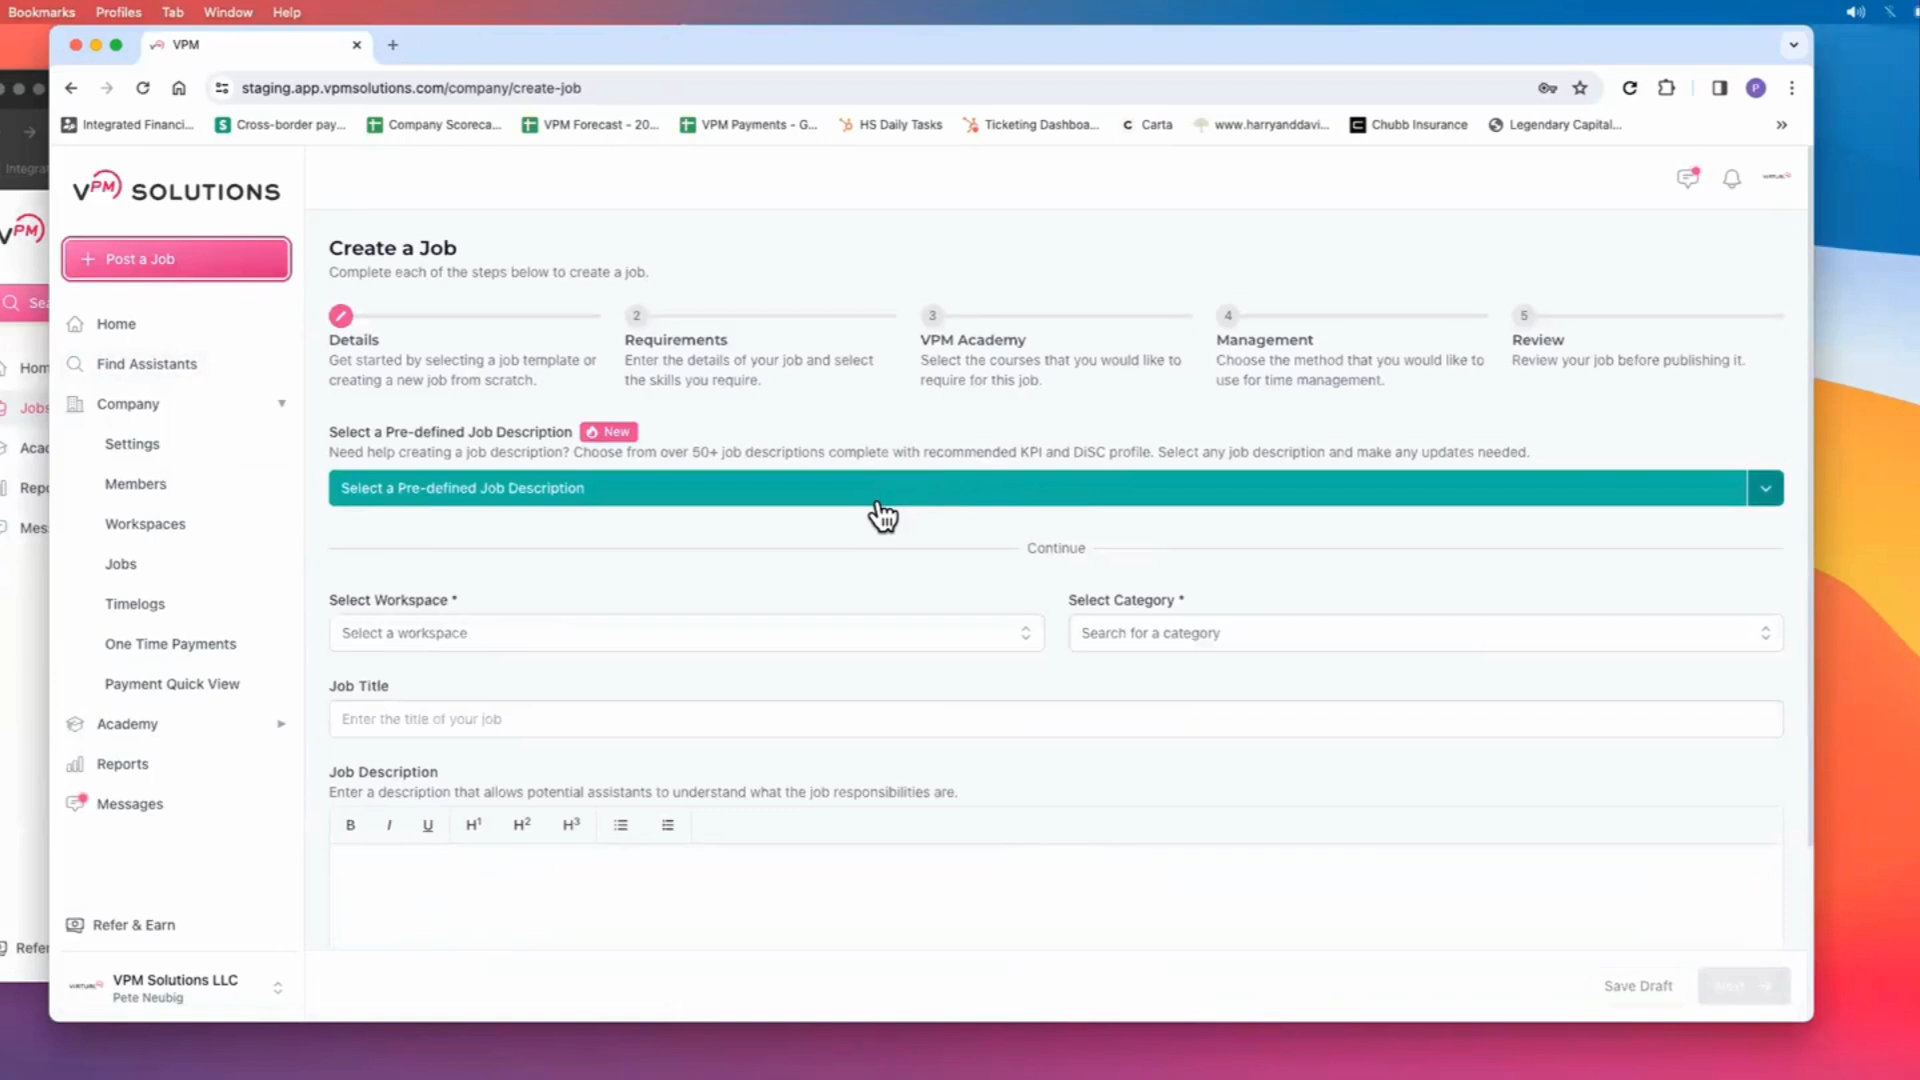 Bookmarks Profiles Tab Window Help
VPM
staging.app.vpmsolutions.com/company/create-job
P
Integrated Financi... Cross-border pay... Company Scoreca... VPM Forecast - 20... VPM Payments - G... HS Daily Tasks Ticketing Dashboa... Carta www.harryanddavi... Chubb Insurance Legendary Capital...
Integrat
VPM SOLUTIONS
VPM
Post a Job
Sea
Home
Find Assistants
Company
Settings
Members
Workspaces
Jobs
Timelogs
One Time Payments
Payment Quick View
Academy
Reports
Messages
Refer & Earn
VPM Solutions LLC
Pete Neubig
Hom
Jobs
Aca
Repo
Mes
Refer
Create a Job
Complete each of the steps below to create a job.
Details
Get started by selecting a job template or
creating a new job from scratch.
2
Requirements
Enter the details of your job and select
the skills you require.
3
VPM Academy
Select the courses that you would like to
require for this job.
4
Management
Choose the method that you would like to
use for time management.
5
Review
Review your job before publishing it.
Select a Pre-defined Job Description New
Need help creating a job description? Choose from over 50+ job descriptions complete with recommended KPI and DiSC profile. Select any job description and make any updates needed.
Select a Pre-defined Job Description
Continue
Select Workspace *
Select a workspace
Select Category *
Search for a category
Job Title
Enter the title of your job
Job Description
Enter a description that allows potential assistants to understand what the job responsibilities are.
B I U H1 H2 H3
Save Draft
Next